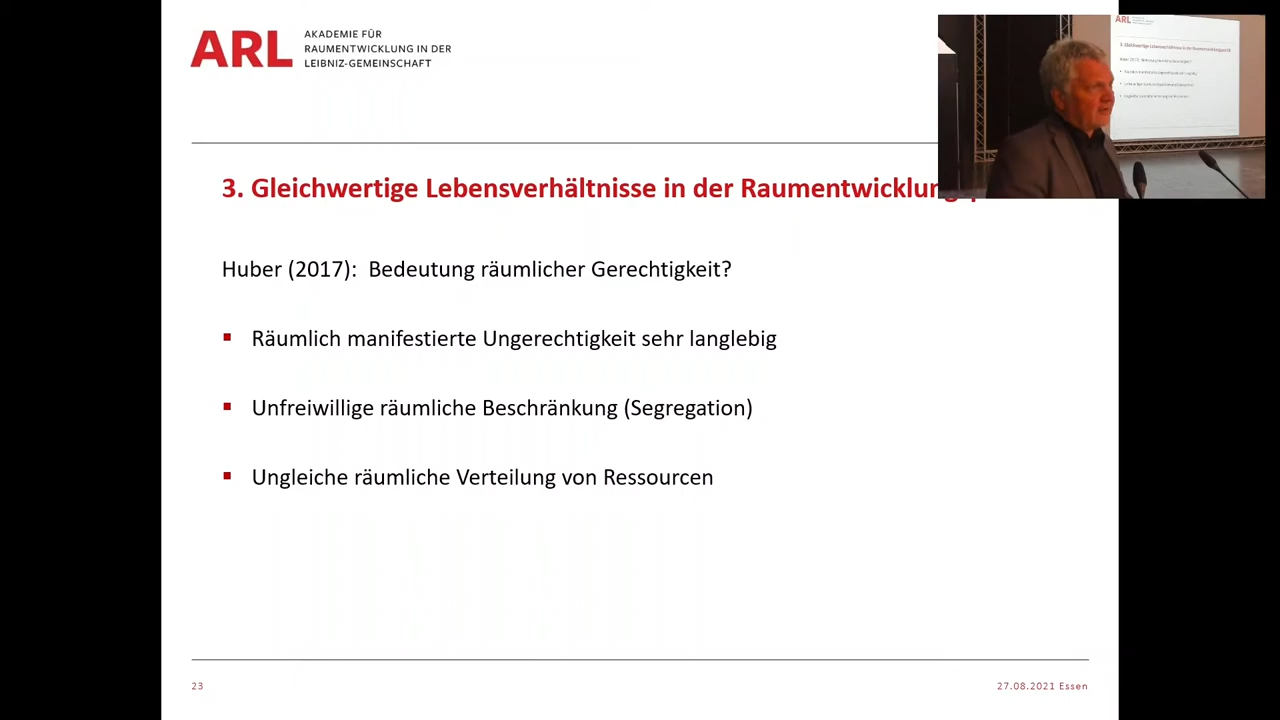 ARL
AKADEMIE FÜR
RAUMENTWICKLUNG IN DER
LEIBNIZ-GEMEINSCHAFT
3. Gleichwertige Lebensverhältnisse in der
Huber (2017):  Bedeutung räumlicher Gerechtigkeit?
▪ Räumlich manifestierte Ungerechtigkeit sehr langlebig
▪ Unfreiwillige räumliche Beschränkung (Segregation)
▪ Ungleiche räumliche Verteilung von Ressourcen
23
27.08.2021 Essen
ARL